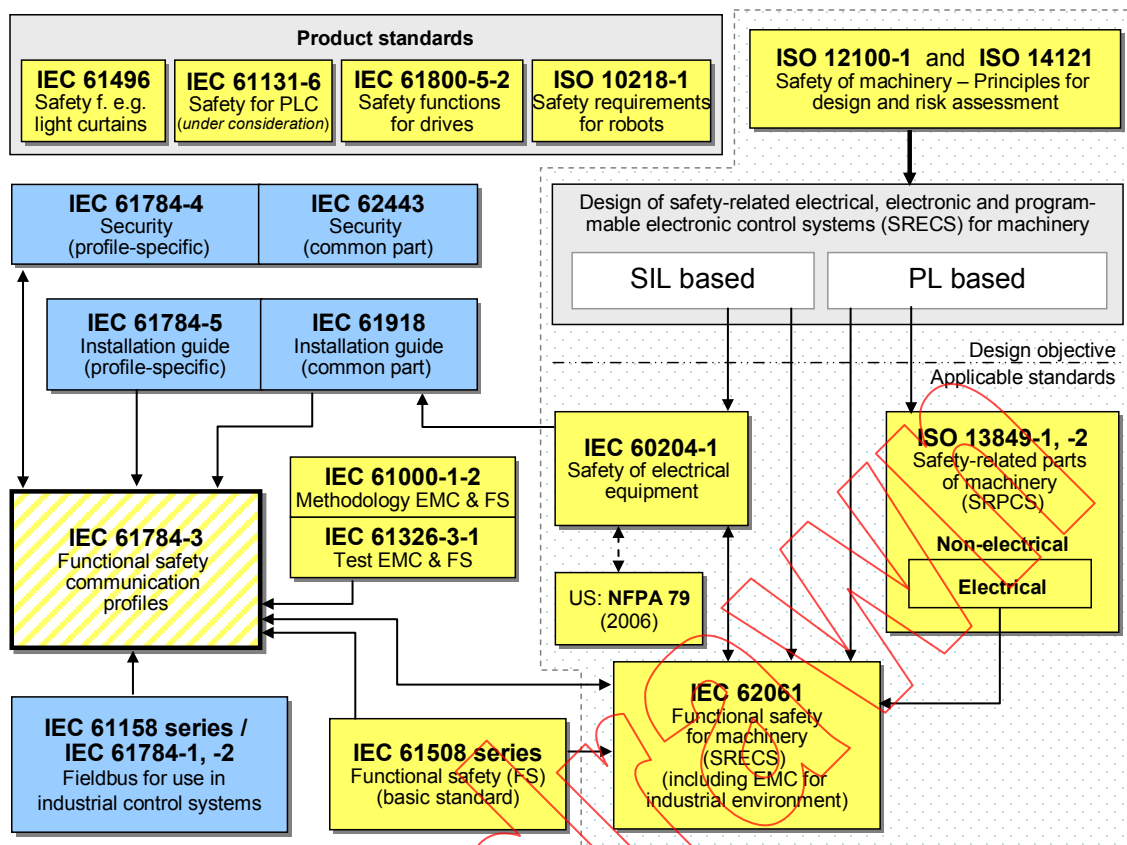 Product standards
IEC 61496
Safety f. e.g.
light curtains
IEC 61131-6
Safety for PLC
(under consideration)
IEC 61800-5-2
Safety functions
for drives
ISO 10218-1
Safety requirements
for robots
ISO 12100-1 and ISO 14121
Safety of machinery – Principles for
design and risk assessment
IEC 61784-4
Security
(profile-specific)
IEC 62443
Security
(common part)
Design of safety-related electrical, electronic and program-
mable electronic control systems (SRECS) for machinery
SIL based
PL based
IEC 61784-5
Installation guide
(profile-specific)
IEC 61918
Installation guide
(common part)
Design objective
Applicable standards
IEC 60204-1
Safety of electrical
equipment
ISO 13849-1, -2
Safety-related parts
of machinery
(SRPCS)
Non-electrical
Electrical
IEC 61000-1-2
Methodology EMC & FS
IEC 61326-3-1
Test EMC & FS
IEC 61784-3
Functional safety
communication
profiles
US: NFPA 79
(2006)
IEC 61158 series /
IEC 61784-1, -2
Fieldbus for use in
industrial control systems
IEC 61508 series
Functional safety (FS)
(basic standard)
IEC 62061
Functional safety
for machinery
(SRECS)
(including EMC for
industrial environment)